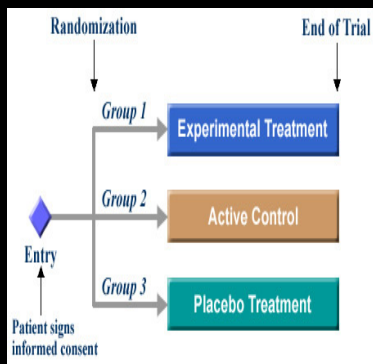 Randomization
End of Trial
Group 1
Experimental Treatment
Group 2
Active Control
Entry
Group 3
Placebo Treatment
Patient signs
informed consent